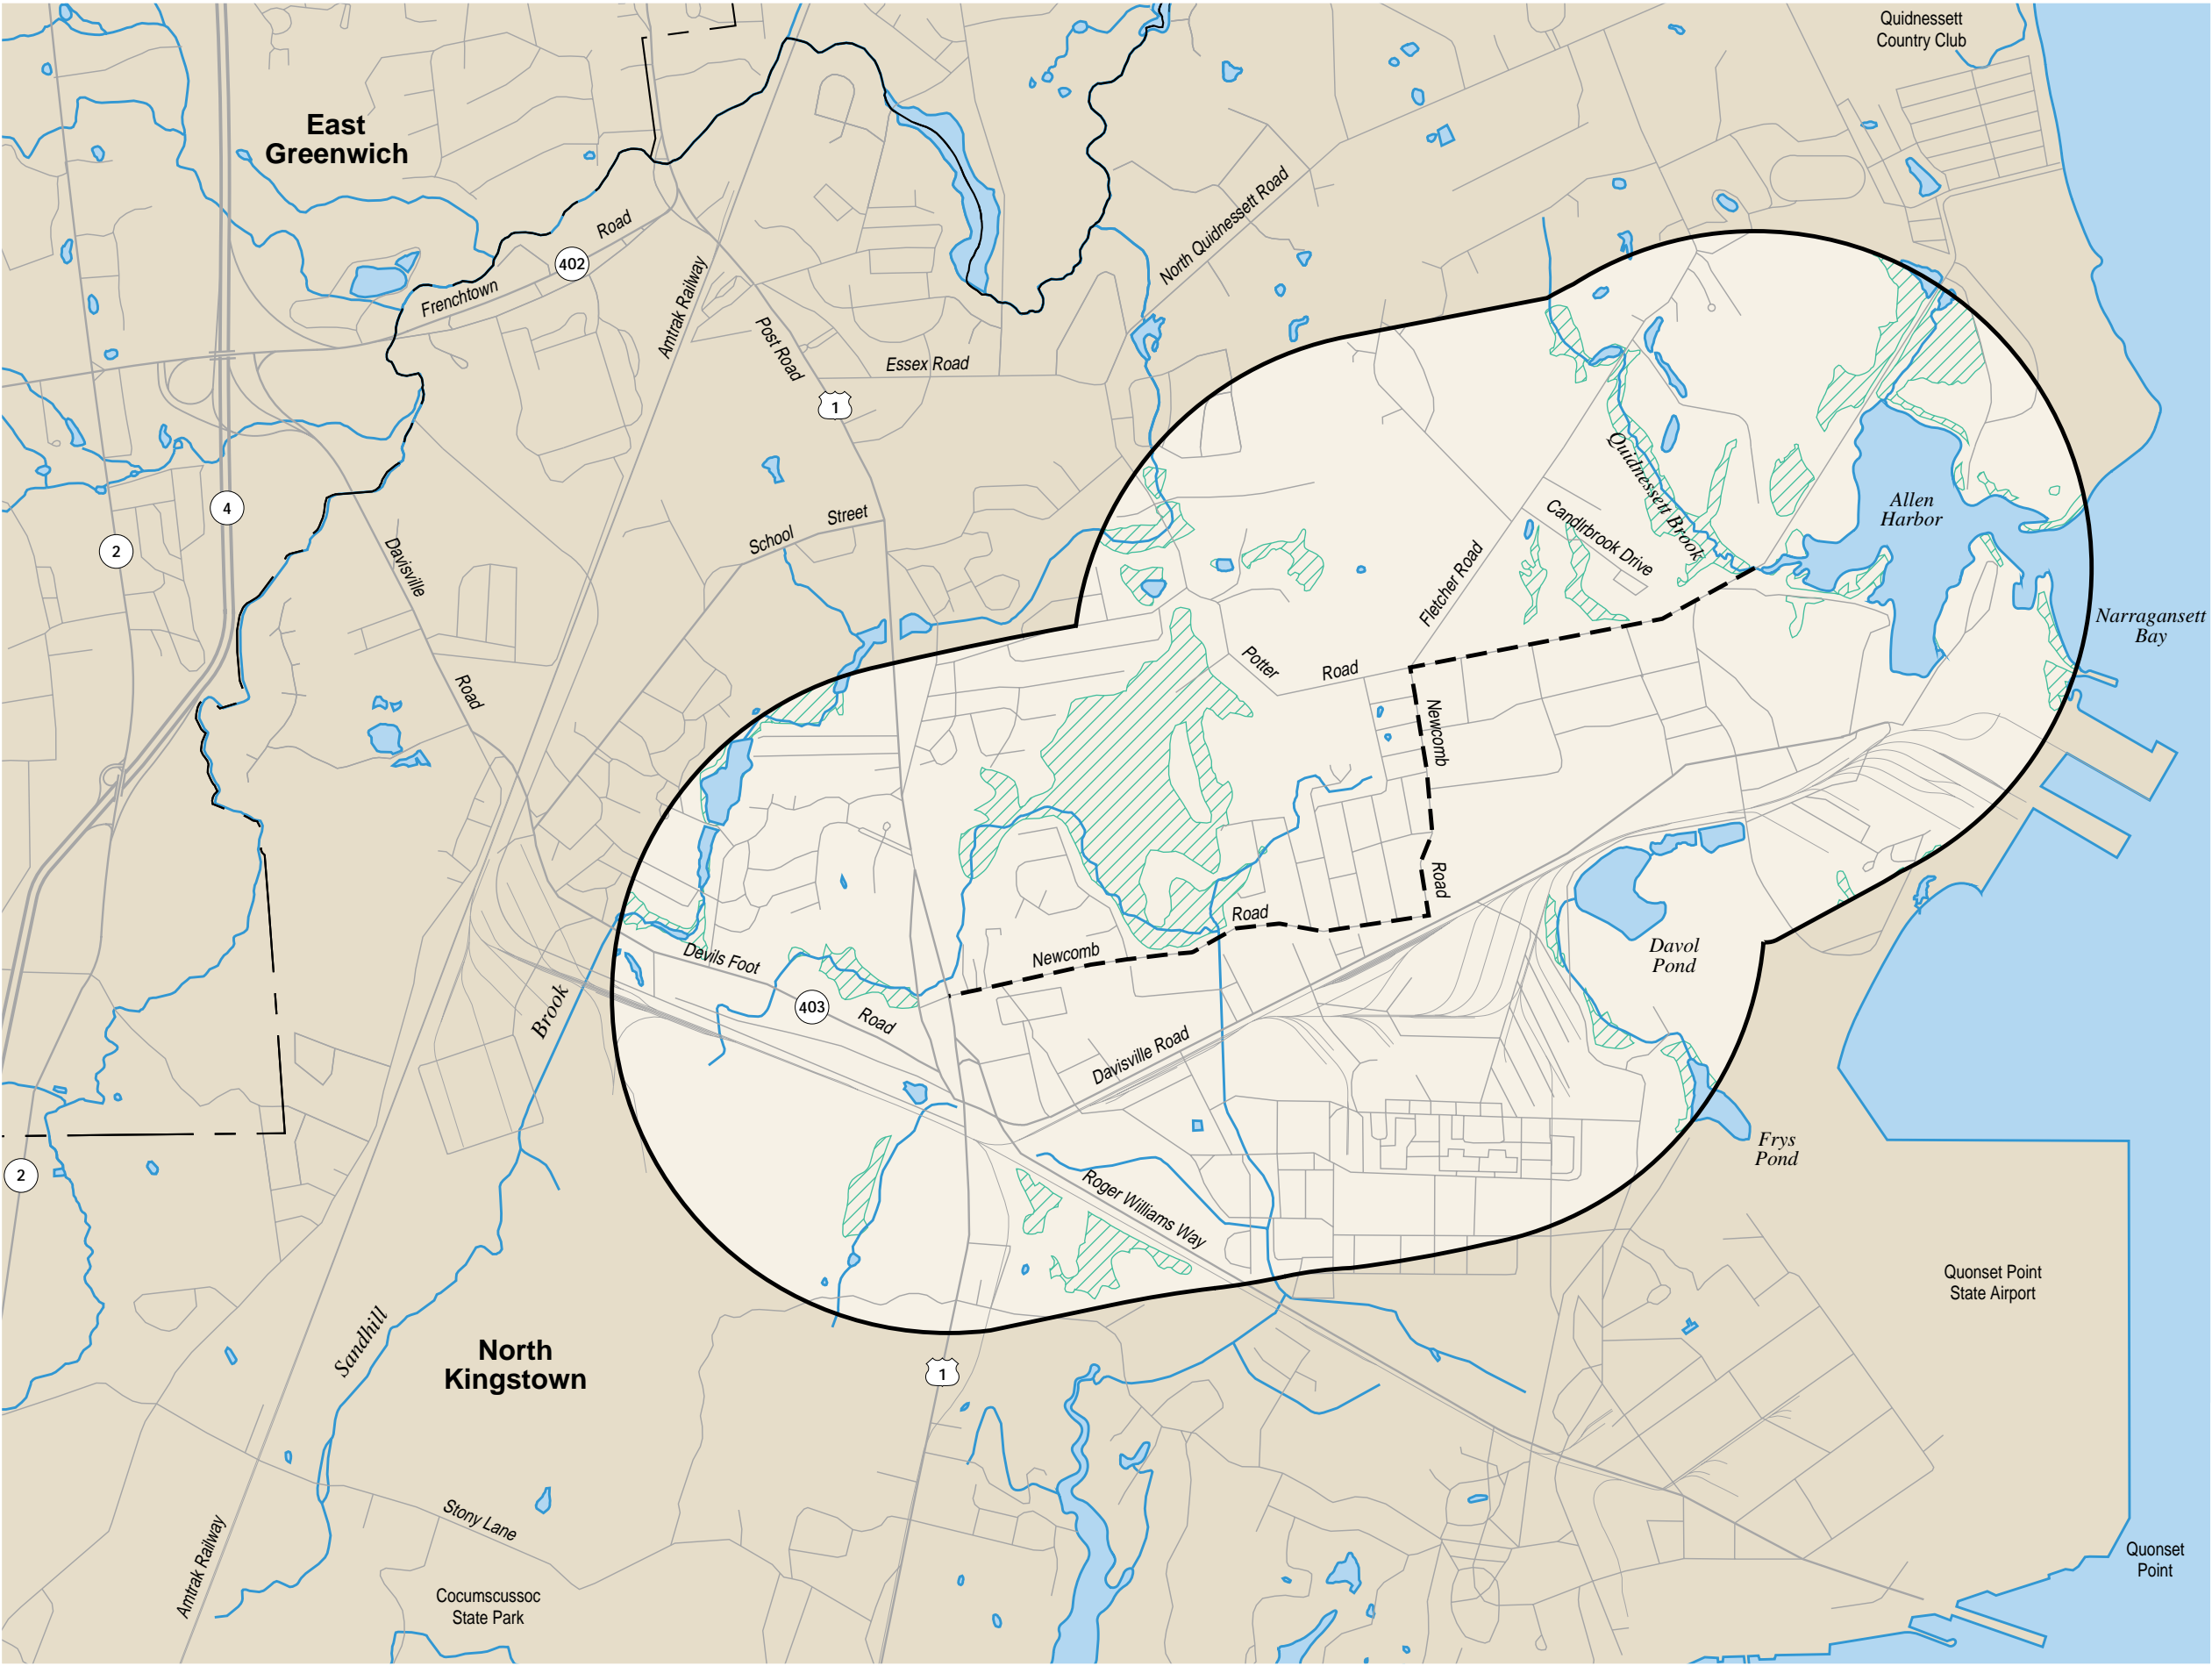 Quidnessett
Country Club
East
Greenwich
North Quidnessett Road
Road
402
Frenchtown
Amtrak Railway
Post Road
Essex Road
1
Quidnessett Brook
4
2
School
Street
Davisville
Road
Candlrbrook Drive
Fletcher Road
Allen
Harbor
Narragansett
Bay
Potter
Road
Newcomb
Road
Road
Newcomb
Devils Foot
403
Road
Davol
Pond
Brook
Davisville Road
Frys
Pond
2
Roger Williams Way
Quonset Point
State Airport
Sandhill
North
Kingstown
1
Stony Lane
Amtrak Railway
Quonset
Point
Cocumscussoc
State Park